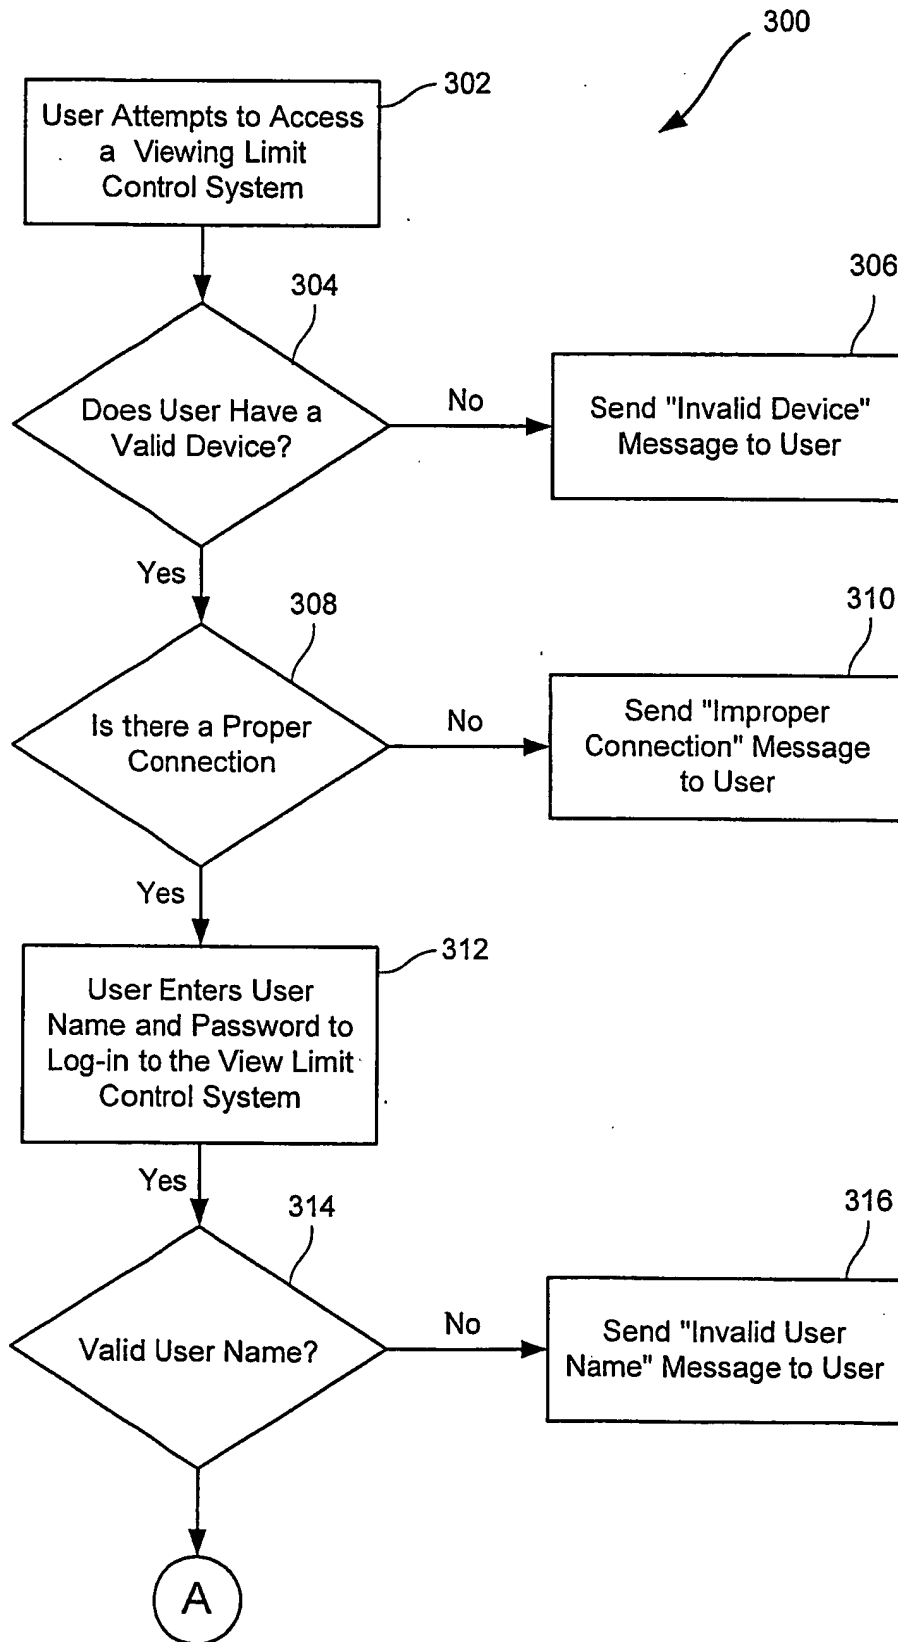 300
302
User Attempts to Access
a Viewing Limit
Control System
304
306
Does User Have a
Valid Device?
No
Send "Invalid Device"
Message to User
Yes
308
310
Is there a Proper
Connection
No
Send "Improper
Connection" Message
to User
Yes
312
User Enters User
Name and Password to
Log-in to the View Limit
Control System
Yes
314
316
Valid User Name?
No
Send "Invalid User
Name" Message to User
A